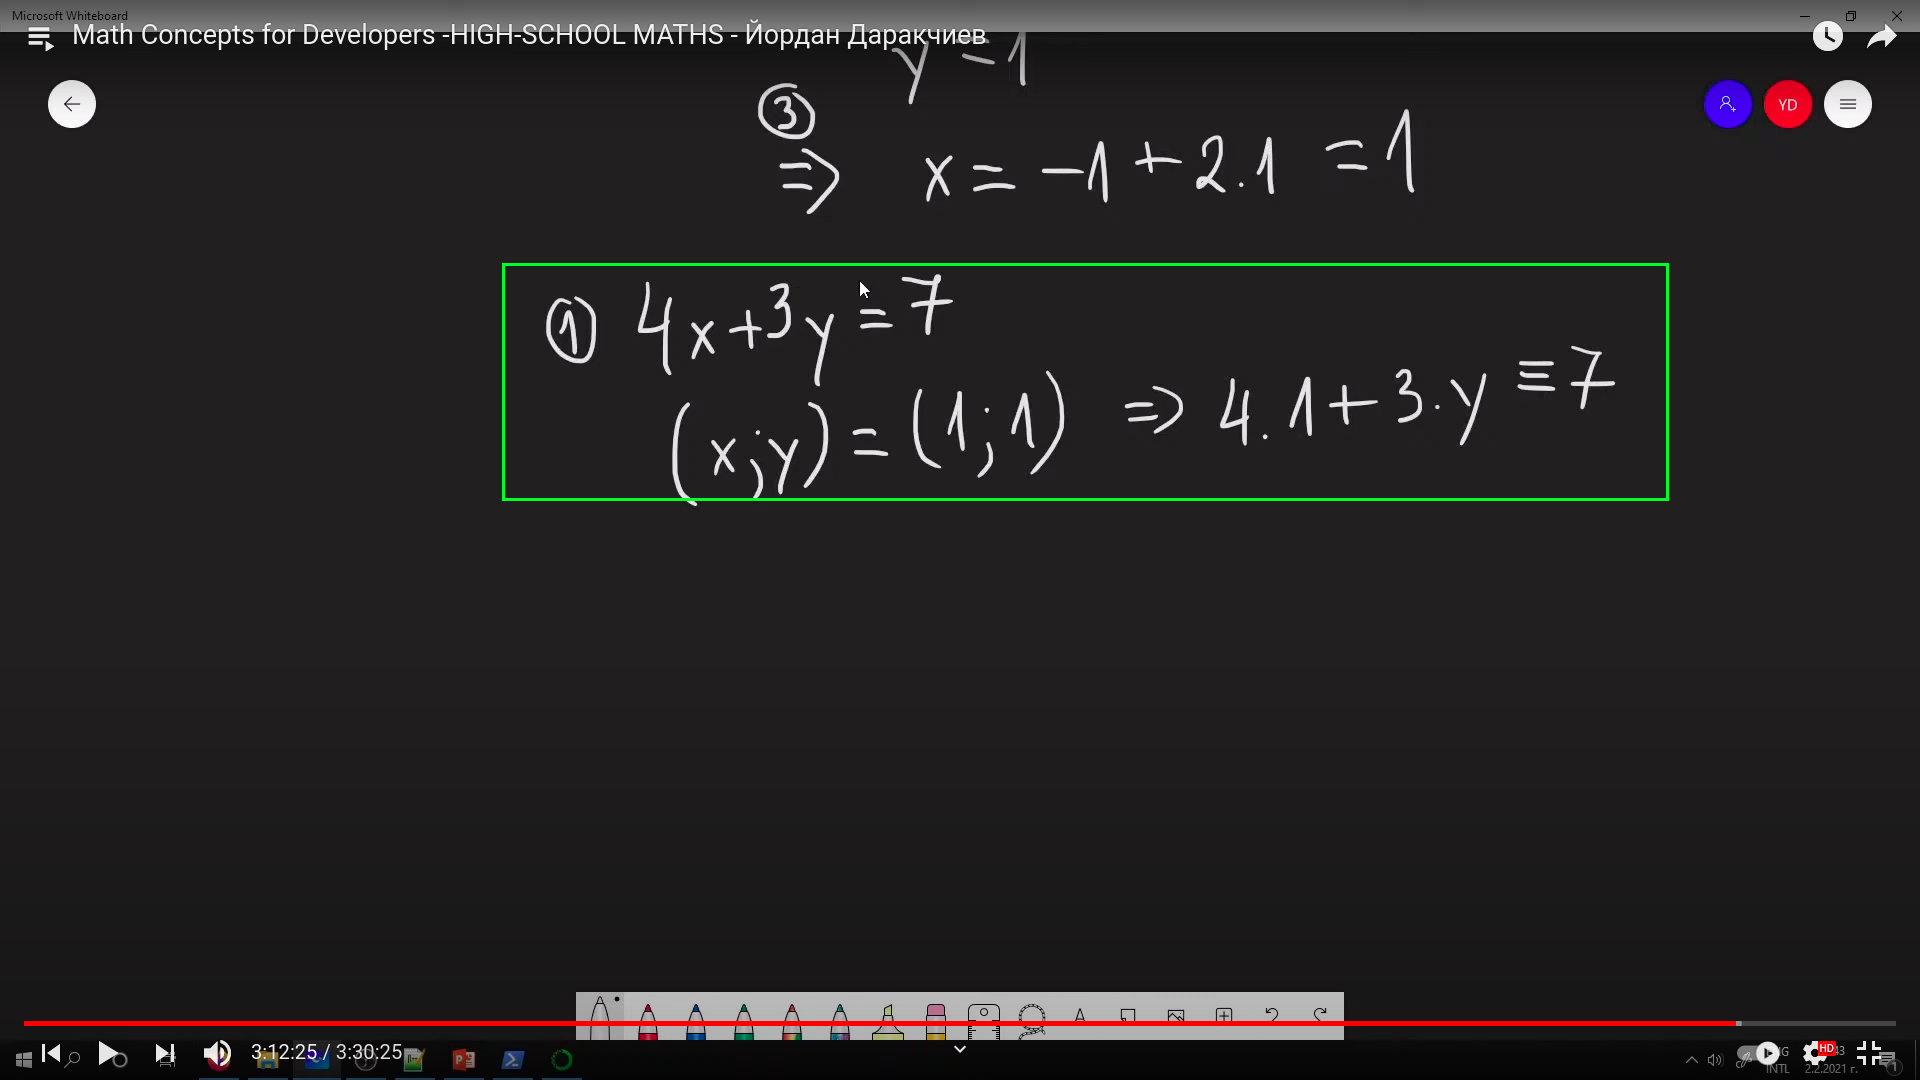 Microsoft Whiteboard
Math Concepts for Developers -HIGH-SCHOOL MATHS - Йордан Даракчиев
YD
y = 1
③
=> x = -1 + 2.1 = 1
① 4x+3y = 7
(x;y) = (1;1) => 4.1 + 3.y ≡ 7
3:12:25 / 3:30:25
HD
INTL
2.2.2021 г.